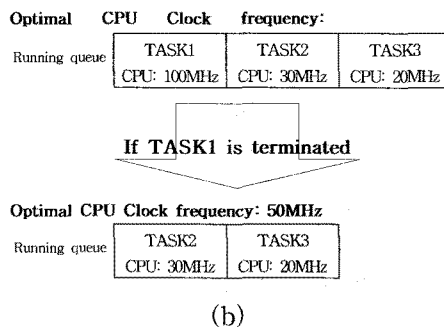 Optimal CPU Clock frequency:
Running queue
TASK1 TASK2 TASK3
CPU: 100MHz CPU: 30MHz CPU: 20MHz
If TASK1 is terminated
Optimal CPU Clock frequency: 50MHz
Running queue
TASK2 TASK3
CPU: 30MHz CPU: 20MHz
(b)